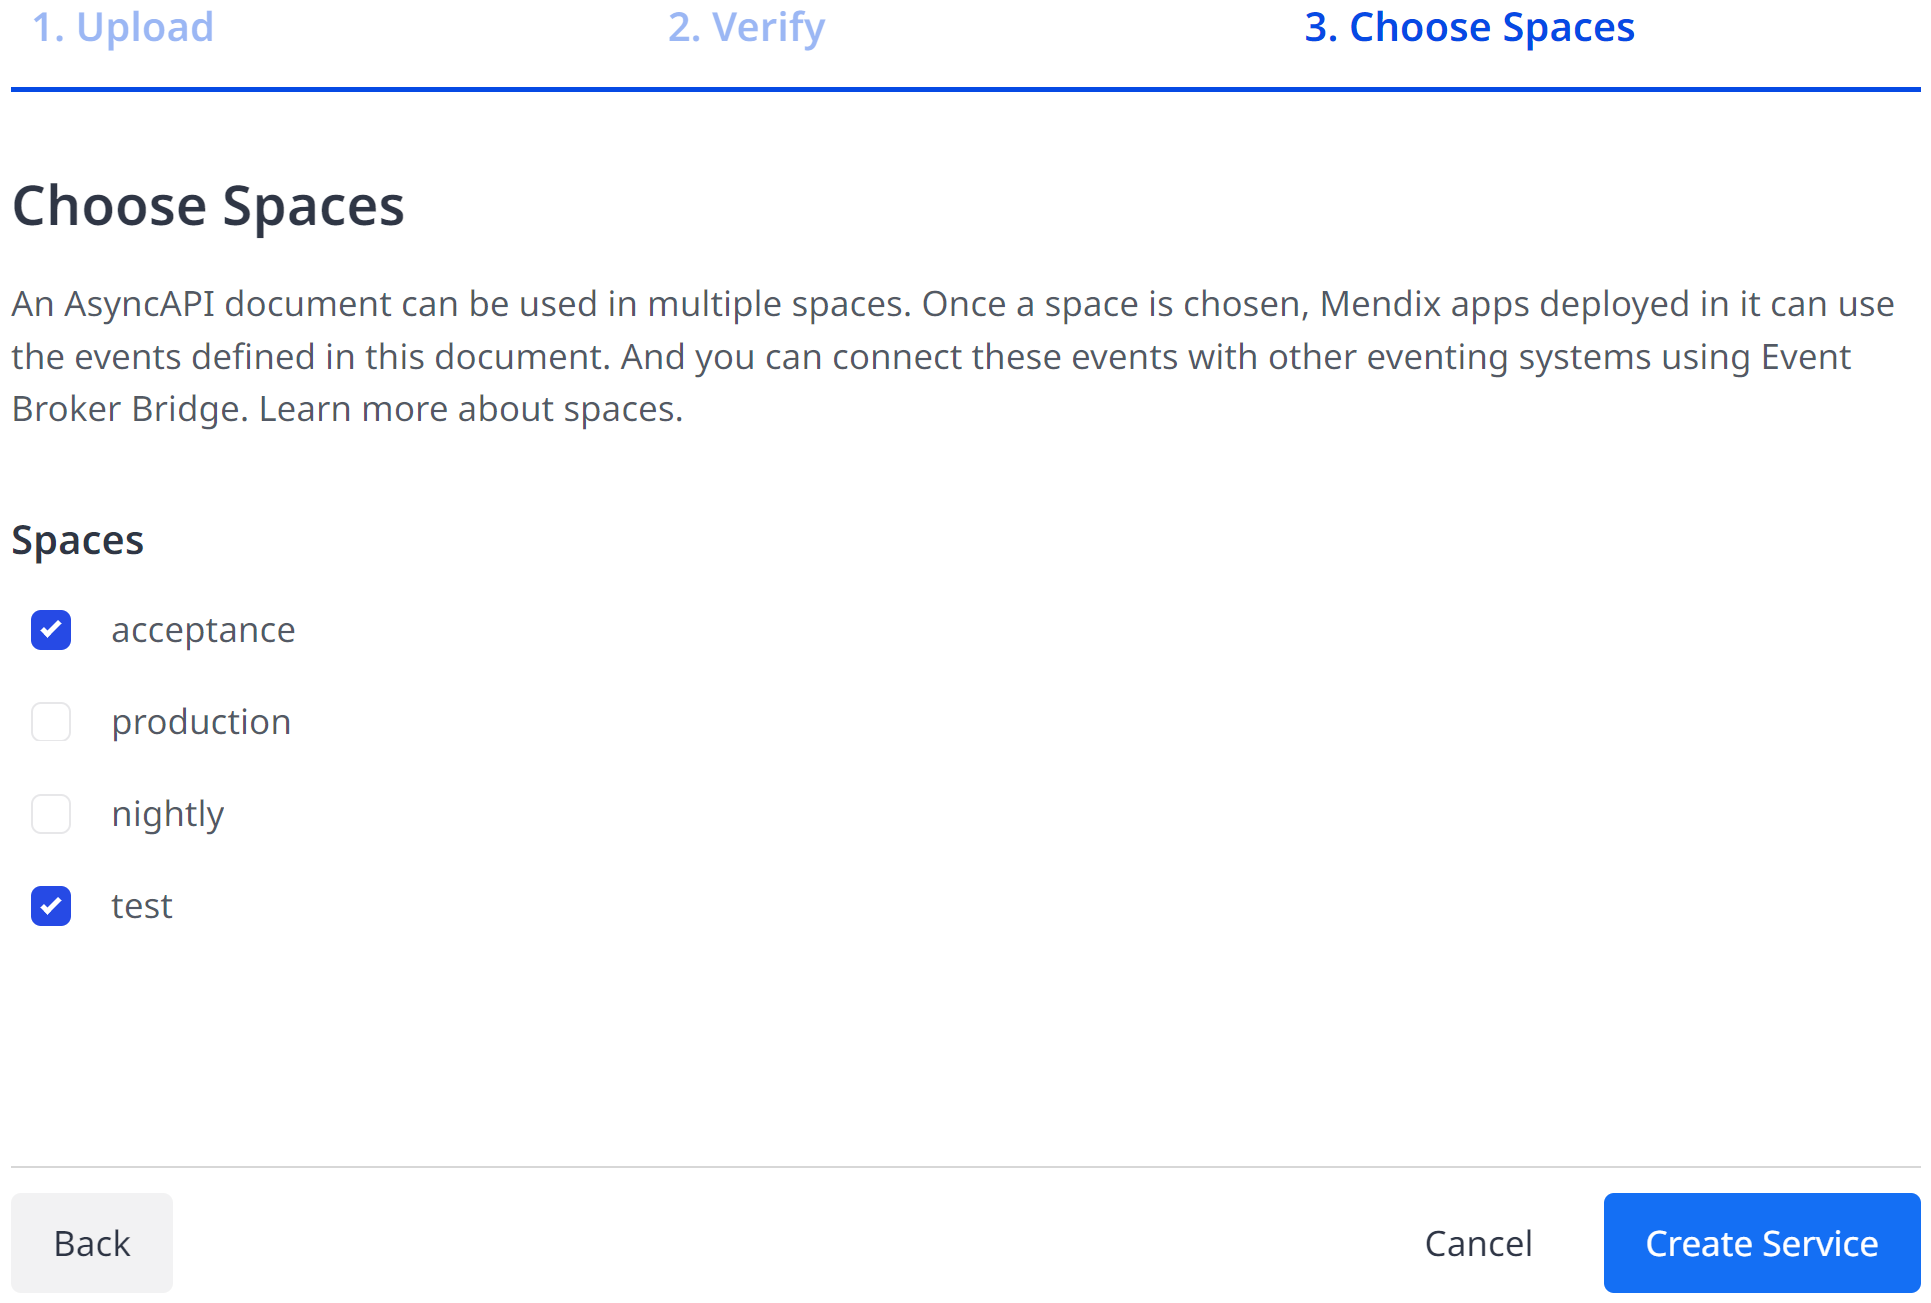 1. Upload
2. Verify
3. Choose Spaces
Choose Spaces
An AsyncAPI document can be used in multiple spaces. Once a space is chosen, Mendix apps deployed in it can use
the events defined in this document. And you can connect these events with other eventing systems using Event
Broker Bridge. Learn more about spaces.
Spaces
acceptance
production
nightly
test
Back
Cancel
Create Service